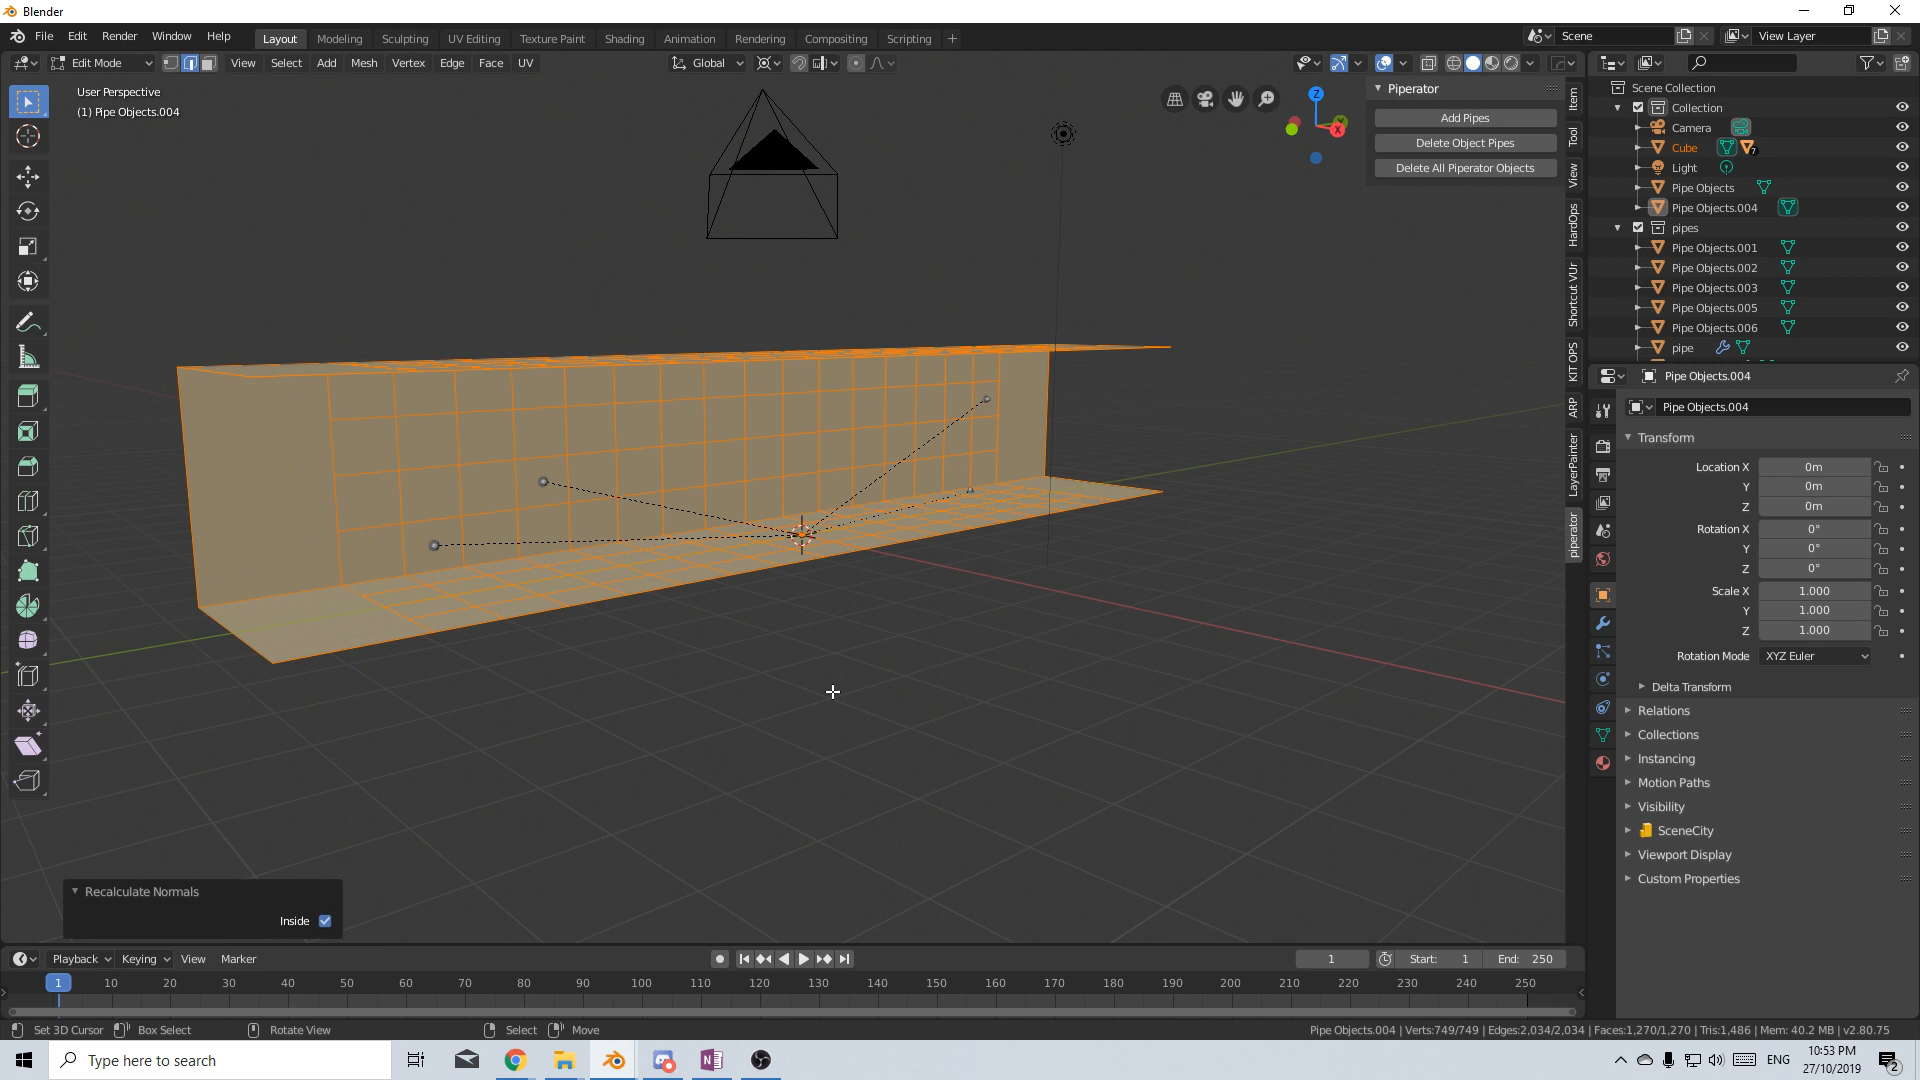 Blender
File Edit Render Window Help
Layout Modeling Sculpting UV Editing Texture Paint Shading Animation Rendering Compositing Scripting +
Scene
View Layer
Edit Mode View Select Add Mesh Vertex Edge Face UV
Global
User Perspective
(1) Pipe Objects.004
Z
Y
X
Piperator
Add Pipes
Delete Object Pipes
Delete All Piperator Objects
Item
Tool
View
HardOps
Shortcut VUr
KIT OPS
ARP
LayerPainter
piperator
Scene Collection
Collection
Camera
Cube 7
Light
Pipe Objects
Pipe Objects.004
pipes
Pipe Objects.001
Pipe Objects.002
Pipe Objects.003
Pipe Objects.005
Pipe Objects.006
pipe
Pipe Objects.004
Pipe Objects.004
Transform
Location X 0m
Y 0m
Z 0m
Rotation X 0°
Y 0°
Z 0°
Scale X 1.000
Y 1.000
Z 1.000
Rotation Mode XYZ Euler
Delta Transform
Relations
Collections
Instancing
Motion Paths
Visibility
SceneCity
Viewport Display
Custom Properties
Recalculate Normals
Inside
Playback Keying View Marker
1 Start: 1 End: 250
1 10 20 30 40 50 60 70 80 90 100 110 120 130 140 150 160 170 180 190 200 210 220 230 240 250
Set 3D Cursor Box Select Rotate View Select Move
Pipe Objects.004 | Verts:749/749 | Edges:2,034/2,034 | Faces:1,270/1,270 | Tris:1,486 | Mem: 40.2 MB | v2.80.75
Type here to search
ENG
10:53 PM
27/10/2019
2